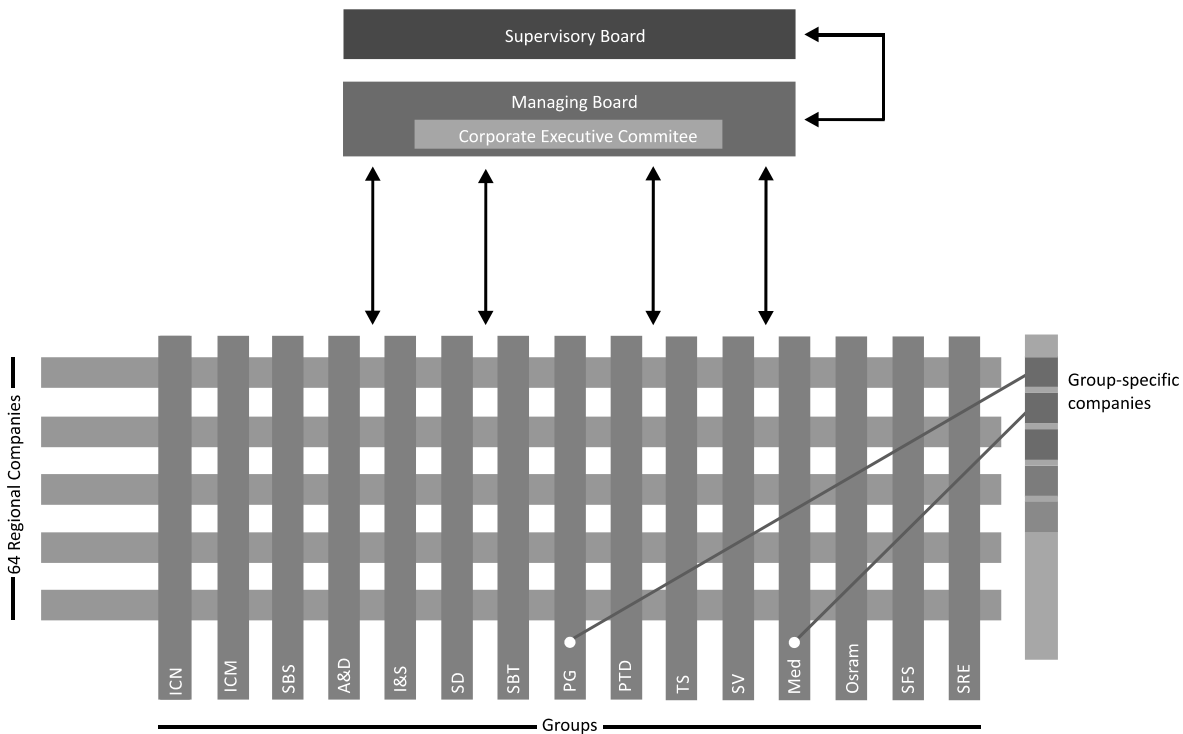 Supervisory Board
Managing Board
Corporate Executive Commitee
64 Regional Companies
Group-specific
companies
ICN
ICM
SBS
A&D
I&S
SD
SBT
PG
PTD
TS
SV
Med
Osram
SFS
SRE
Groups